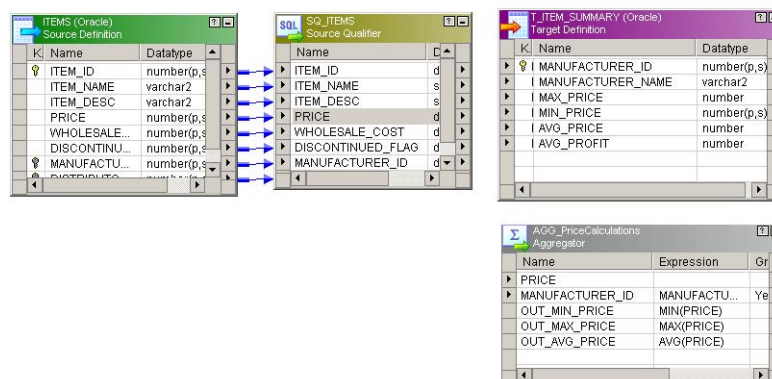 ITEMS (Oracle)
Source Definition
K Name Datatype
ITEM_ID number(p,s
ITEM_NAME varchar2
ITEM_DESC varchar2
PRICE number(p,s
WHOLESALE... number(p,s
DISCONTINU... number(p,s
MANUFACTU... number(p,s
DISTRIBUTO...
SQL SQ_ITEMS
Source Qualifier
Name D
ITEM_ID d
ITEM_NAME s
ITEM_DESC s
PRICE d
WHOLESALE_COST d
DISCONTINUED_FLAG d
MANUFACTURER_ID d
T_ITEM_SUMMARY (Oracle)
Target Definition
K Name Datatype
MANUFACTURER_ID number(p,s)
MANUFACTURER_NAME varchar2
MAX_PRICE number
MIN_PRICE number(p,s)
AVG_PRICE number
AVG_PROFIT number
Σ AGG_PriceCalculations
Aggregator
Name Expression Gr
PRICE
MANUFACTURER_ID MANUFACTU... Ye
OUT_MIN_PRICE MIN(PRICE)
OUT_MAX_PRICE MAX(PRICE)
OUT_AVG_PRICE AVG(PRICE)